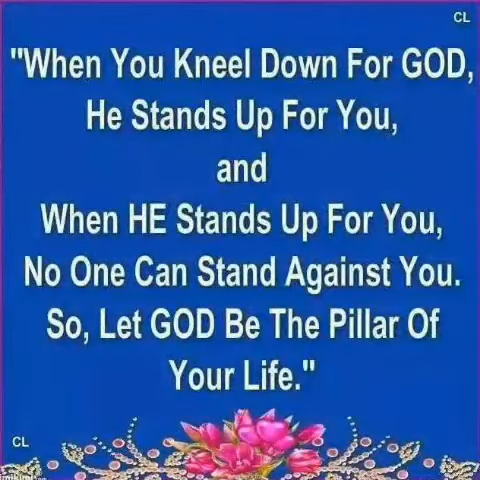 CL
"When You Kneel Down For GOD,
He Stands Up For You,
and
When HE Stands Up For You,
No One Can Stand Against You.
So, Let GOD Be The Pillar Of
Your Life."
CL